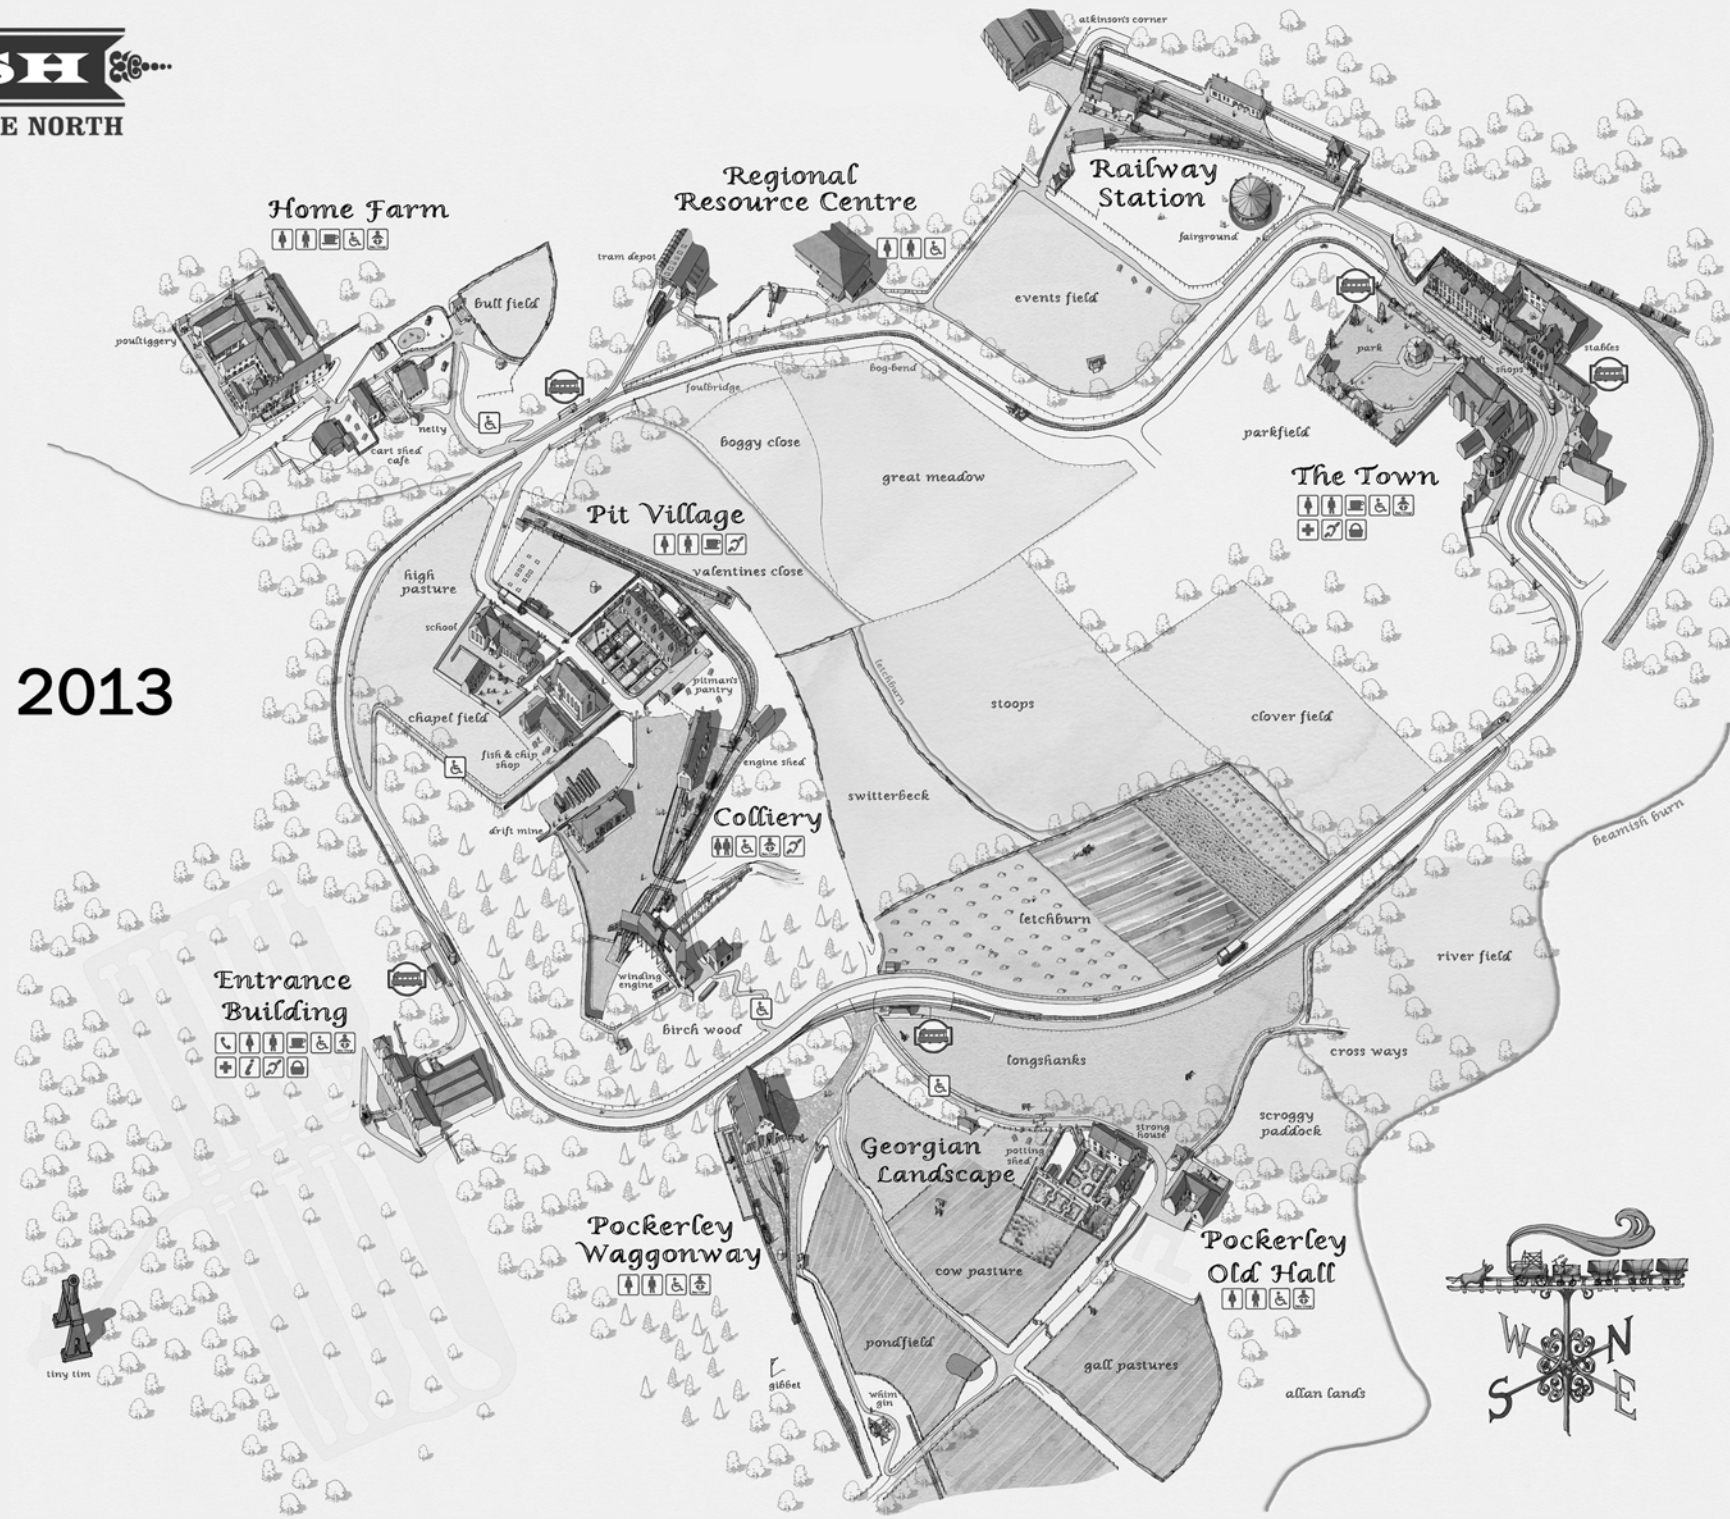 SH
E NORTH
atkinson's corner
Railway
Station
fairground
Regional
Resource Centre
Home Farm
tram depot
bull field
events field
poultiggery
park
stables
shops
foulbridge
bog-bend
nelly
cart shed
cafe
boggy close
great meadow
parkfield
The Town
Pit Village
valentines close
high
pasture
school
pitman's
pantry
letchburn
2013
chapel field
stoops
clover field
fish & chip
shop
engine shed
switterbeck
Colliery
drift mine
beamish burn
letchburn
river field
Entrance
Building
winding
engine
birch wood
longshanks
cross ways
scroggy
paddock
Georgian
Landscape
potting
shed
strong
house
Pockerley
Waggonway
Pockerley
Old Hall
cow pasture
pondfield
gall pastures
gibbet
whim
gin
allan lands
tiny tim
W N
S E